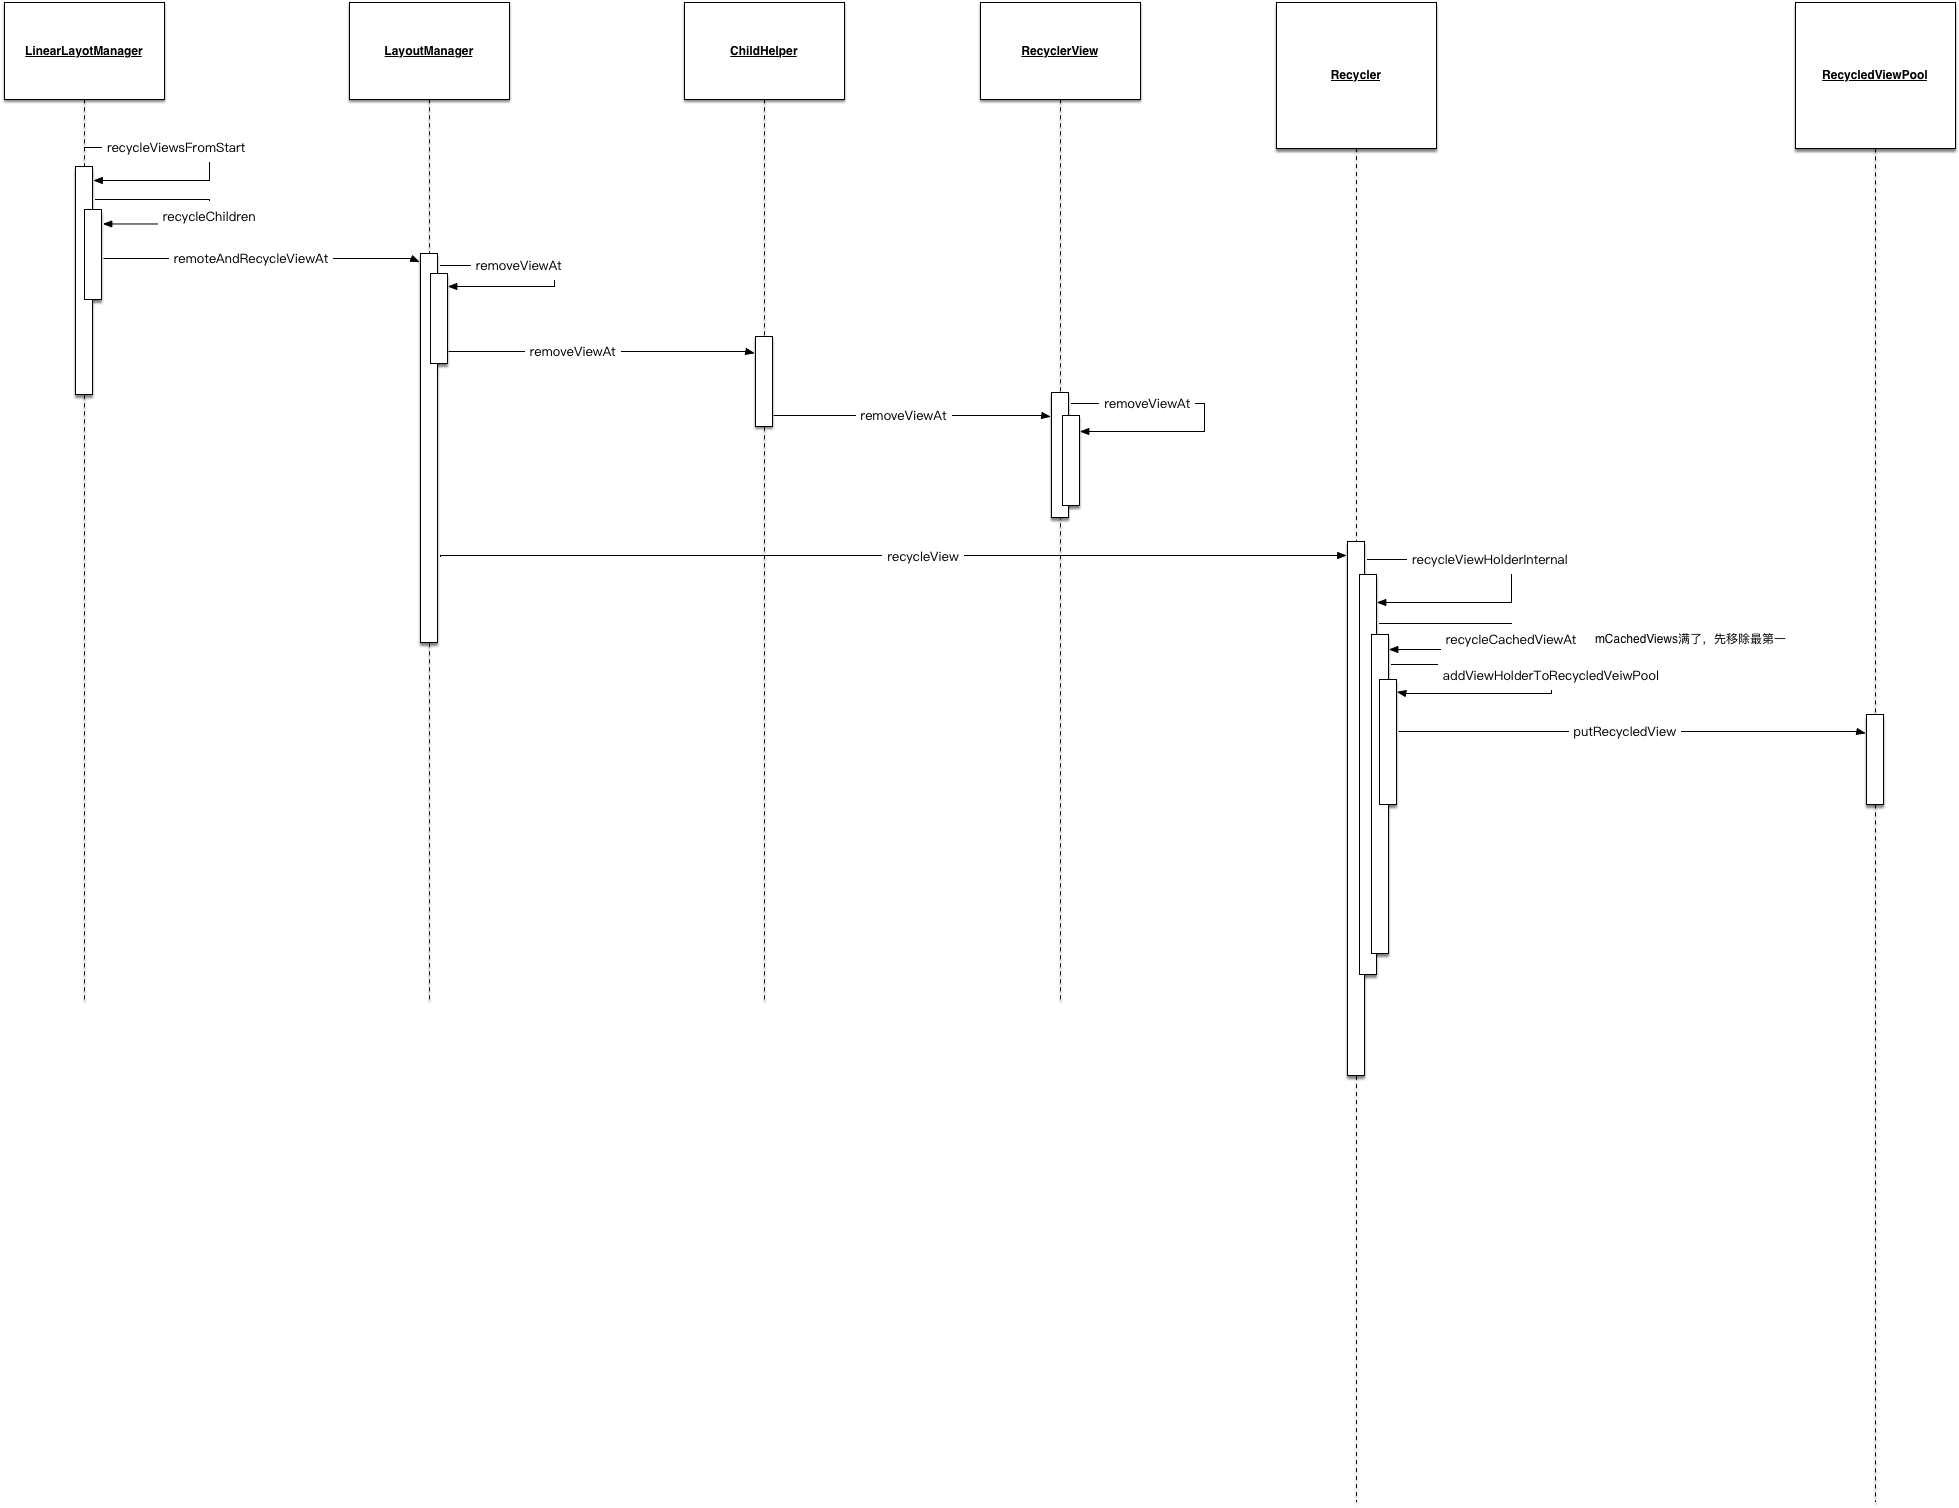 LinearLayotManager
LayoutManager
ChildHelper
RecyclerView
Recycler
RecycledViewPool
recycleViewsFromStart
recycleChildren
remoteAndRecycleViewAt
removeViewAt
removeViewAt
removeViewAt
removeViewAt
recycleView
recycleViewHolderInternal
recycleCachedViewAt
mCachedViews满了，先移除最第一
addViewHolderToRecycledVeiwPool
putRecycledView